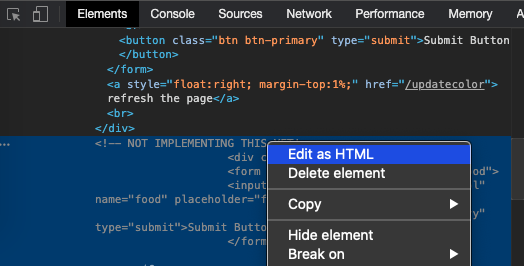 Elements Console Sources Network Performance Memory
<button class="btn btn-primary" type="submit">Submit Button
</button>
</form>
<a style="float:right; margin-top:1%;" href="/updatecolor">
refresh the page</a>
<br>
</div>
<!-- NOT IMPLEMENTING THIS
<div c
<form od">
<input l"
name="food" placeholder="f
y"
type="submit">Submit Butto
</form
Edit as HTML
Delete element
Copy
Hide element
Break on